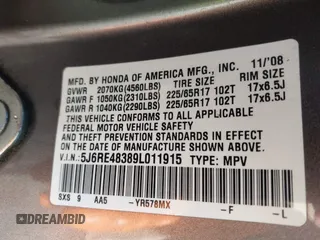 MFD. BY HONDA OF AMERICA MFG., INC. 11/'08
GVWR 2070KG(4560LBS) TIRE SIZE RIM SIZE
GAWR F 1050KG(2310LBS) 225/65R17 102T 17x6.5J
GAWR R 1040KG(2290LBS) 225/65R17 102T 17x6.5J
THIS VEHICLE CONFORMS TO ALL APPLICABLE FEDERAL MOTOR VEHICLE
SAFETY AND THEFT PREVENTION STANDARDS IN
EFFECT ON THE DATE OF MANUFACTURE SHOWN ABOVE.
V.I.N: 5J6RE48389L011915 TYPE: MPV
SXS 9 AA5 -YR578MX -F -L
DREAMBID